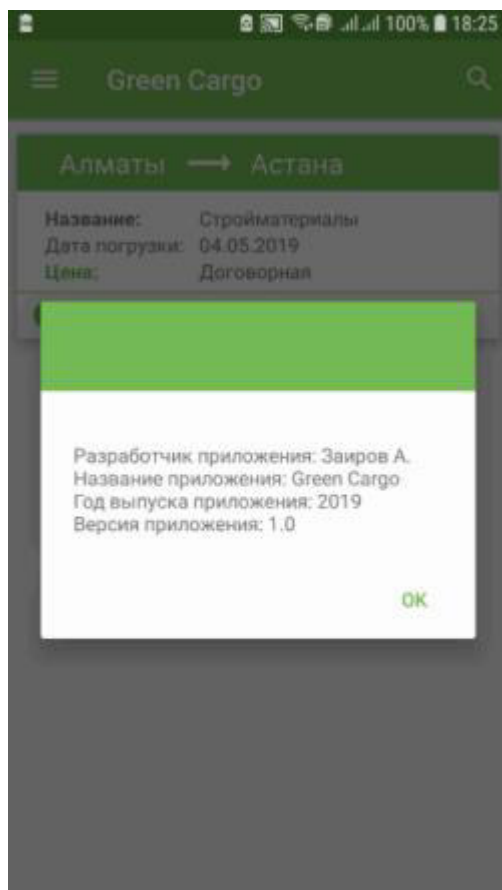 100% 18:25
Green Cargo
Алматы → Астана
Название: Стройматериалы
Дата погрузки: 04.05.2019
Цена: Договорная
Разработчик приложения: Заиров А.
Название приложения: Green Cargo
Год выпуска приложения: 2019
Версия приложения: 1.0
OK